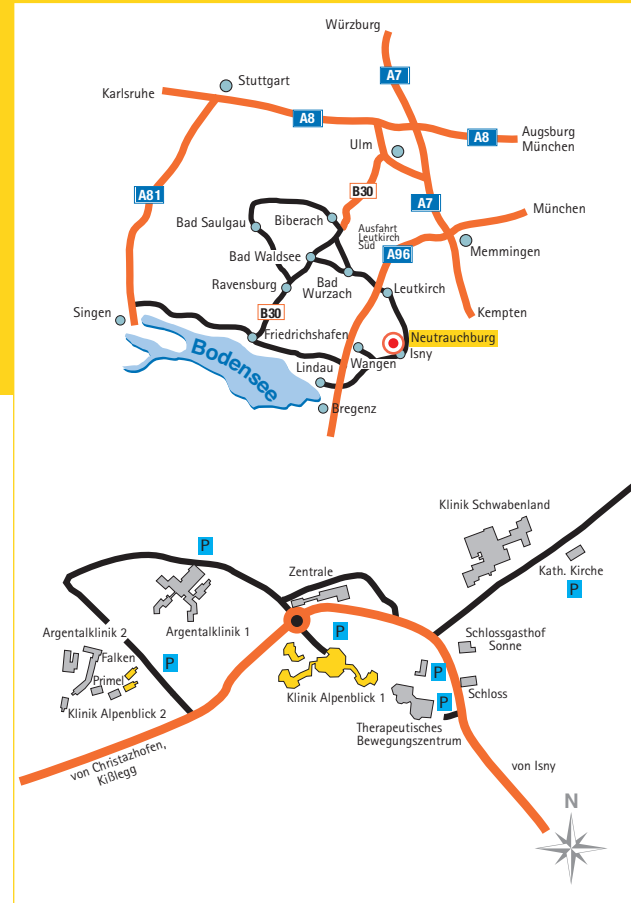 Würzburg
Stuttgart
A7
Karlsruhe
A8
Augsburg
München
A8
Ulm
A81
B30
A7
München
Bad Saulgau
Biberach
Ausfahrt
Leutkirch
Süd
Bad Waldsee
A96
Memmingen
Ravensburg
Bad
Wurzach
Leutkirch
Singen
B30
Kempten
Friedrichshafen
Neutrauchburg
Bodensee
Isny
Lindau
Wangen
Bregenz
Klinik Schwabenland
P
Zentrale
Kath. Kirche
P
Argentalklinik 2
Argentalklinik 1
P
Schlossgasthof
Sonne
Falken
P
P
Primel
Klinik Alpenblick 1
Schloss
P
Klinik Alpenblick 2
Therapeutisches
Bewegungszentrum
von Christazhofen,
Kißlegg
von Isny
N